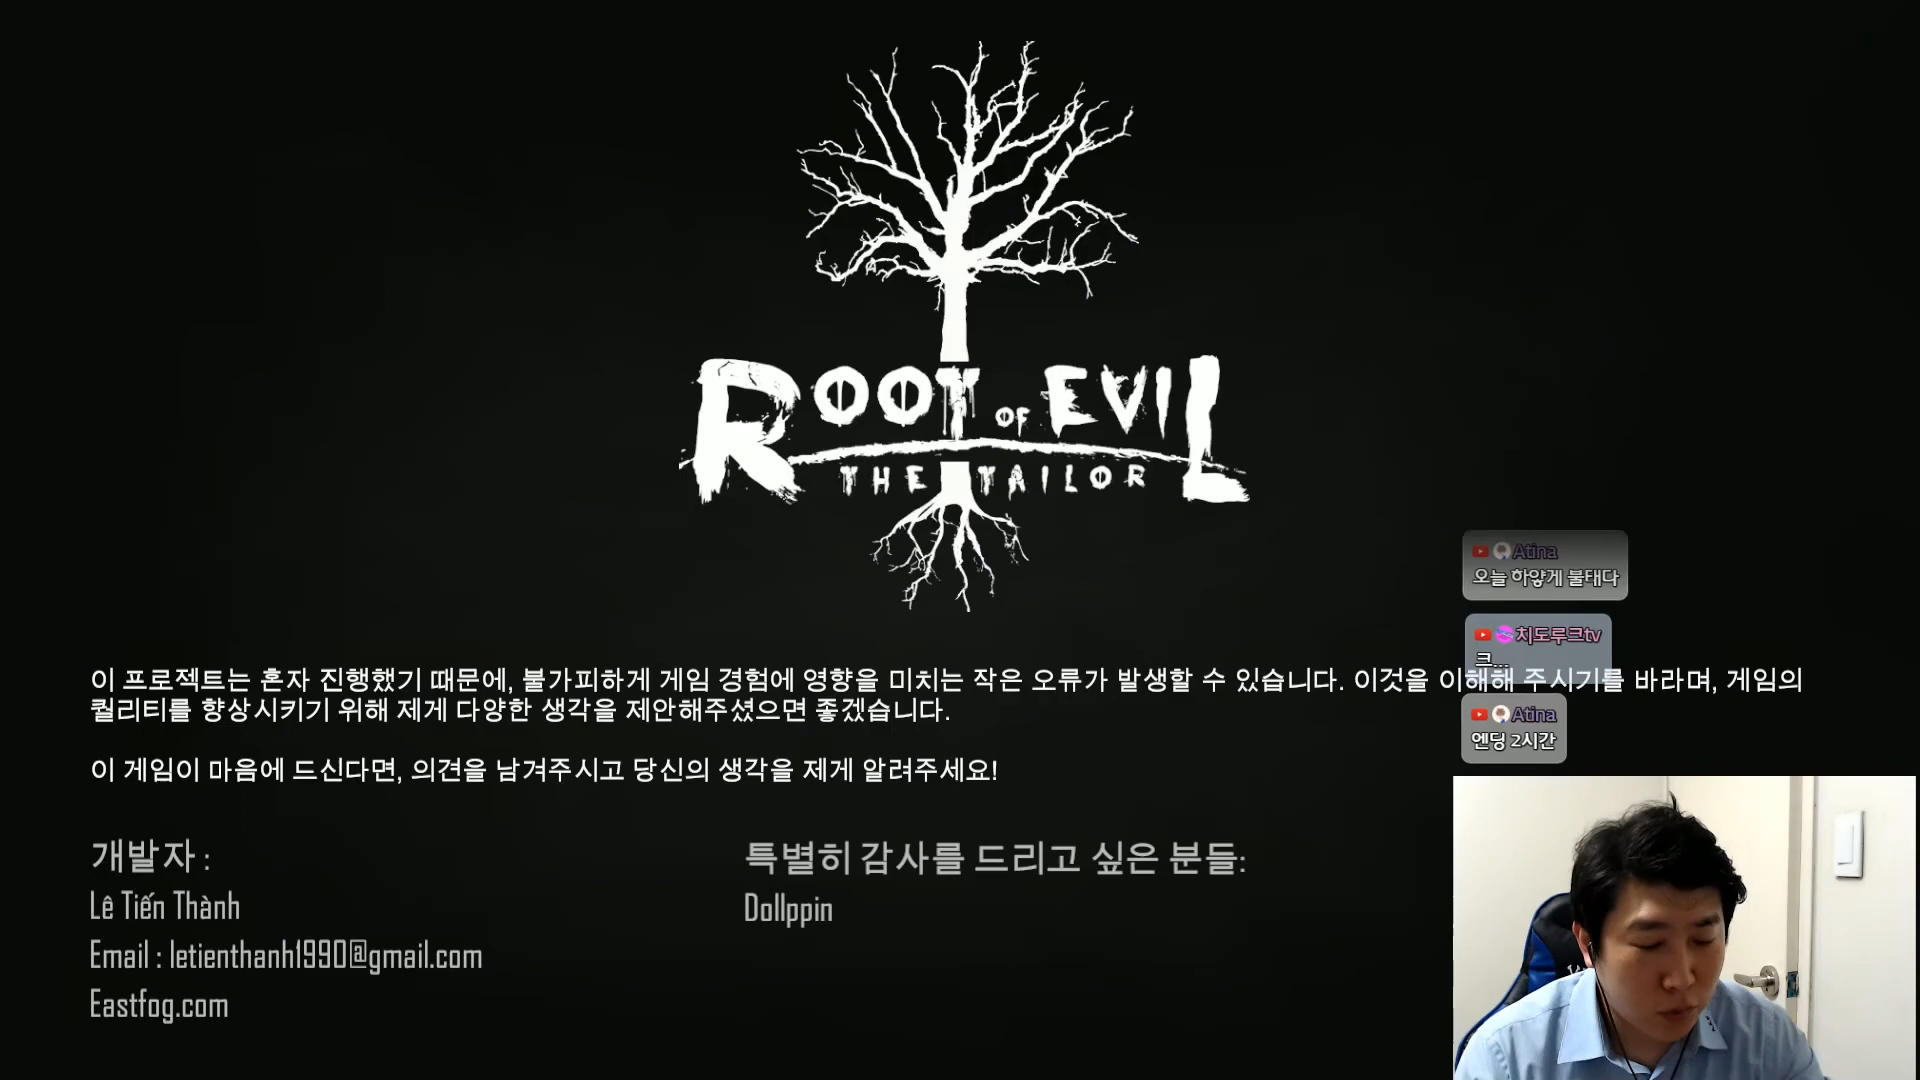 ROOT OF EVIL
THE TAILOR
Atina
오늘 하얗게 불태다
치도루크tv
크...
이 프로젝트는 혼자 진행했기 때문에, 불가피하게 게임 경험에 영향을 미치는 작은 오류가 발생할 수 있습니다. 이것을 이해해 주시기를 바라며, 게임의
퀄리티를 향상시키기 위해 제게 다양한 생각을 제안해주셨으면 좋겠습니다.
Atina
엔딩 2시간
이 게임이 마음에 드신다면, 의견을 남겨주시고 당신의 생각을 제게 알려주세요!
개발자 :
Lê Tiến Thành
Email : letienthanh1990@gmail.com
Eastfog.com
특별히 감사를 드리고 싶은 분들:
Dollppin